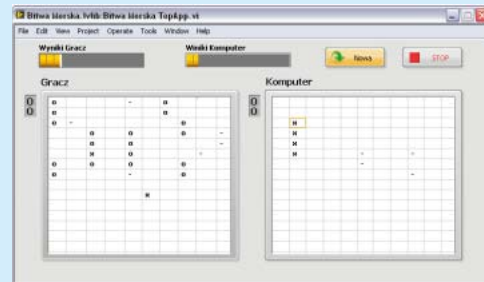 Bitwa Morska.lvlib:Bitwa Morska TopApp.vi
File Edit View Project Operate Tools Window Help
Wyniki Gracz Wyniki Komputer Nowa STOP
Gracz Komputer
0 0
0 0